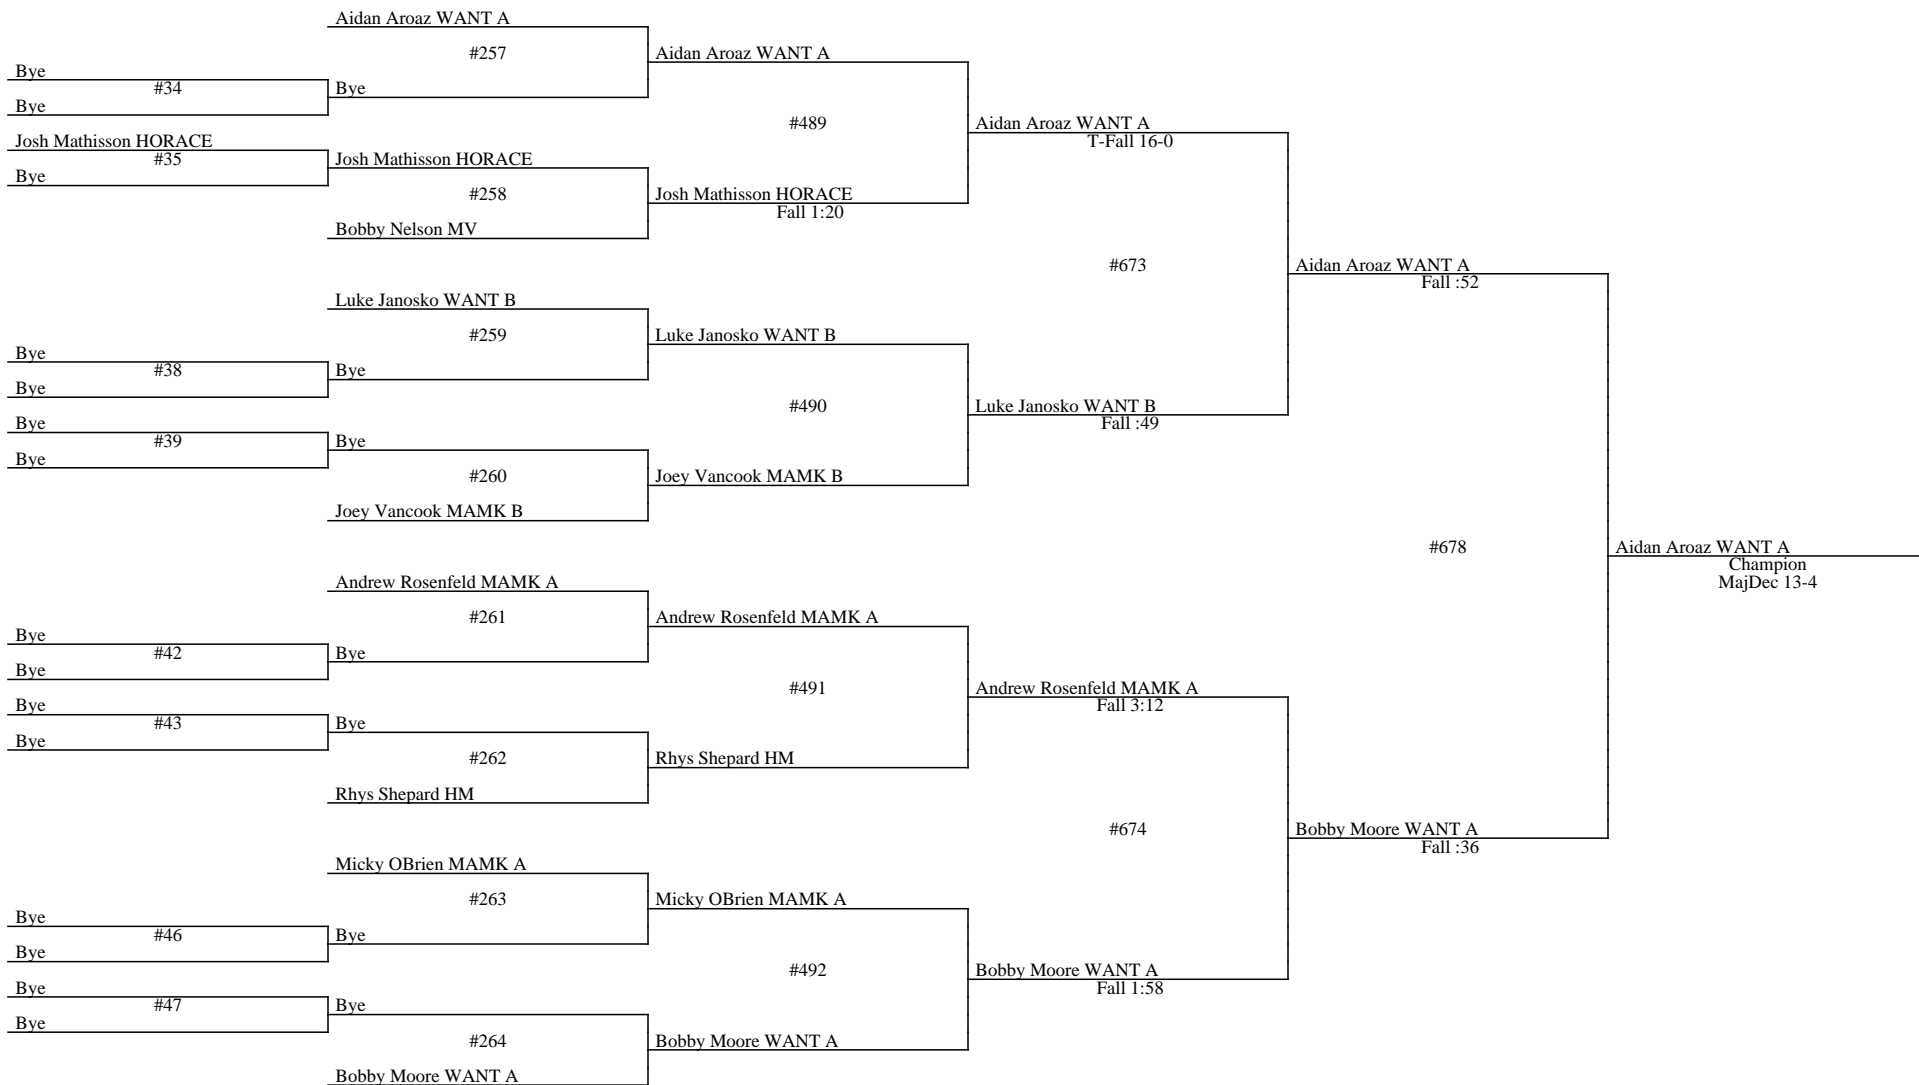 Aidan Aroaz WANT A
#257
Aidan Aroaz WANT A
Bye
#34
Bye
Bye
#489
Aidan Aroaz WANT A
T-Fall 16-0
Josh Mathisson HORACE
#35
Josh Mathisson HORACE
Bye
#258
Josh Mathisson HORACE
Fall 1:20
Bobby Nelson MV
#673
Aidan Aroaz WANT A
Fall :52
Luke Janosko WANT B
#259
Luke Janosko WANT B
Bye
#38
Bye
Bye
#490
Luke Janosko WANT B
Fall :49
Bye
#39
Bye
Bye
#260
Joey Vancook MAMK B
Joey Vancook MAMK B
#678
Aidan Aroaz WANT A
Champion
MajDec 13-4
Andrew Rosenfeld MAMK A
#261
Andrew Rosenfeld MAMK A
Bye
#42
Bye
Bye
#491
Andrew Rosenfeld MAMK A
Fall 3:12
Bye
#43
Bye
Bye
#262
Rhys Shepard HM
Rhys Shepard HM
#674
Bobby Moore WANT A
Fall :36
Micky OBrien MAMK A
#263
Micky OBrien MAMK A
Bye
#46
Bye
Bye
#492
Bobby Moore WANT A
Fall 1:58
Bye
#47
Bye
Bye
#264
Bobby Moore WANT A
Bobby Moore WANT A